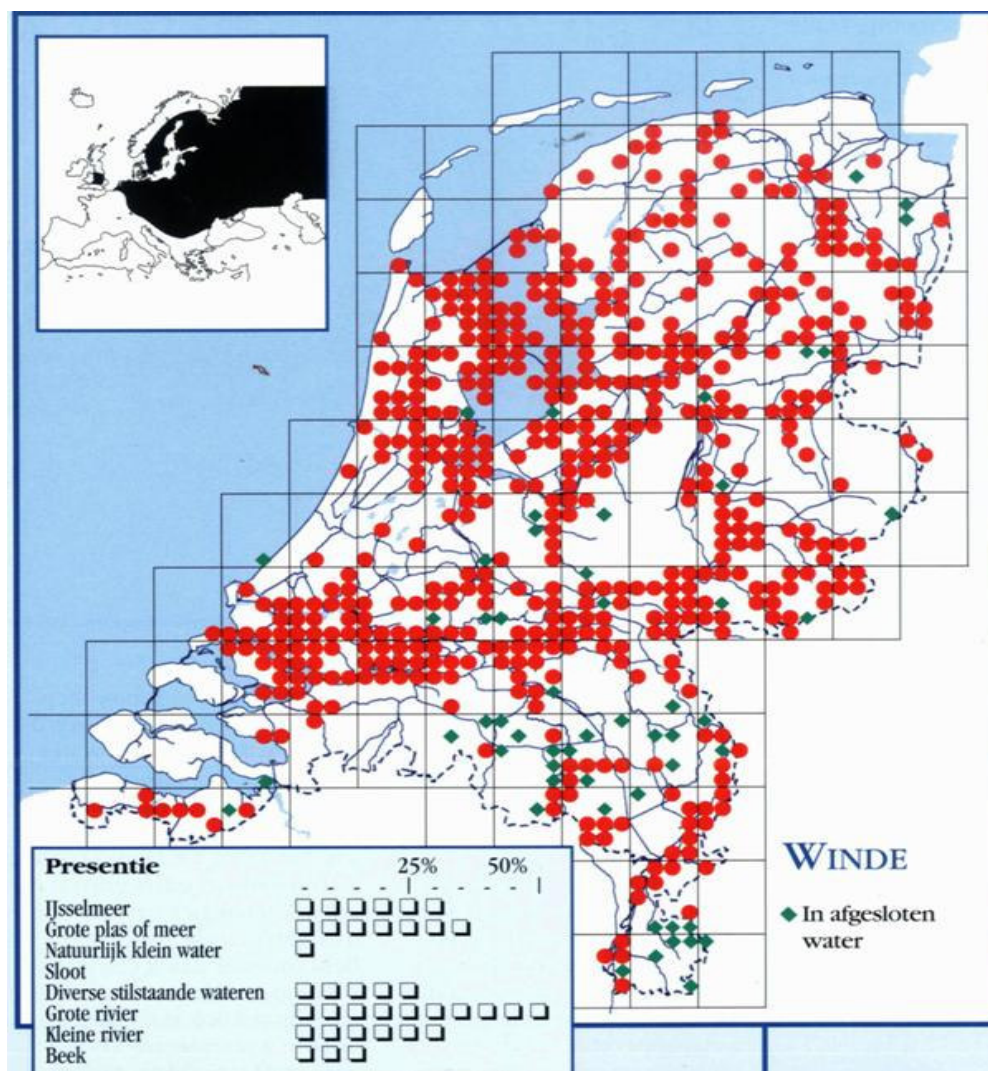 Presentie 25% 50%
IJsselmeer
Grote plas of meer
Natuurlijk klein water
Sloot
Diverse stilstaande wateren
Grote rivier
Kleine rivier
Beek
WINDE
In afgesloten
water